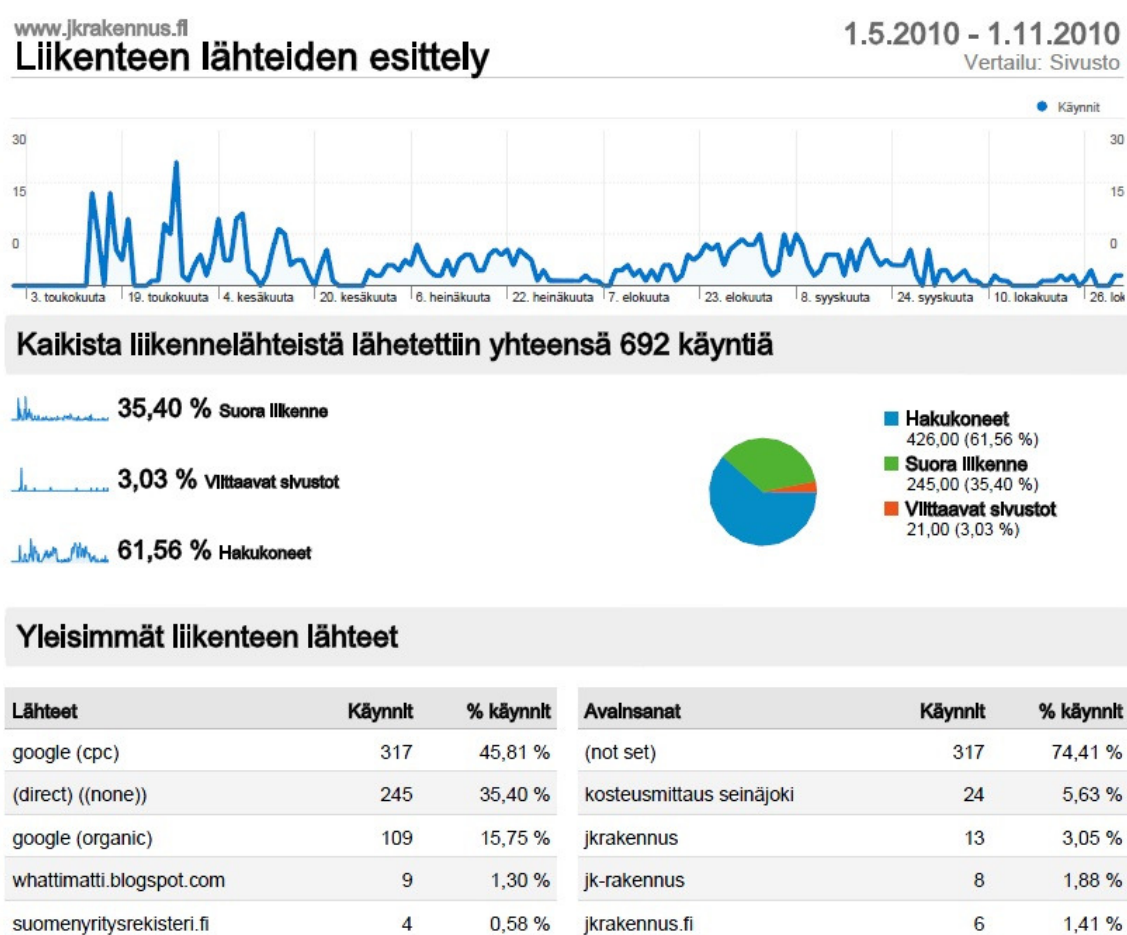 www.jkrakennus.fi
Liikenteen lähteiden esittely
1.5.2010 - 1.11.2010
Vertailu: Sivusto
Käynnit
30 30
15 15
0 0
3. toukokuuta 19. toukokuuta 4. kesäkuuta 20. kesäkuuta 6. heinäkuuta 22. heinäkuuta 7. elokuuta 23. elokuuta 8. syyskuuta 24. syyskuuta 10. lokakuuta 26. lok
Kaikista liikennelähteistä lähetettiin yhteensä 692 käyntiä
35,40 % Suora liikenne
3,03 % Viittaavat sivustot
61,56 % Hakukoneet
Hakukoneet
426,00 (61,56 %)
Suora liikenne
245,00 (35,40 %)
Viittaavat sivustot
21,00 (3,03 %)
Yleisimmät liikenteen lähteet
Lähteet Käynnit % käynnit
google (cpc) 317 45,81 %
(direct) ((none)) 245 35,40 %
google (organic) 109 15,75 %
whattimatti.blogspot.com 9 1,30 %
suomenyritysrekisteri.fi 4 0,58 %
Avainsanat Käynnit % käynnit
(not set) 317 74,41 %
kosteusmittaus seinäjoki 24 5,63 %
jkrakennus 13 3,05 %
jk-rakennus 8 1,88 %
jkrakennus.fi 6 1,41 %